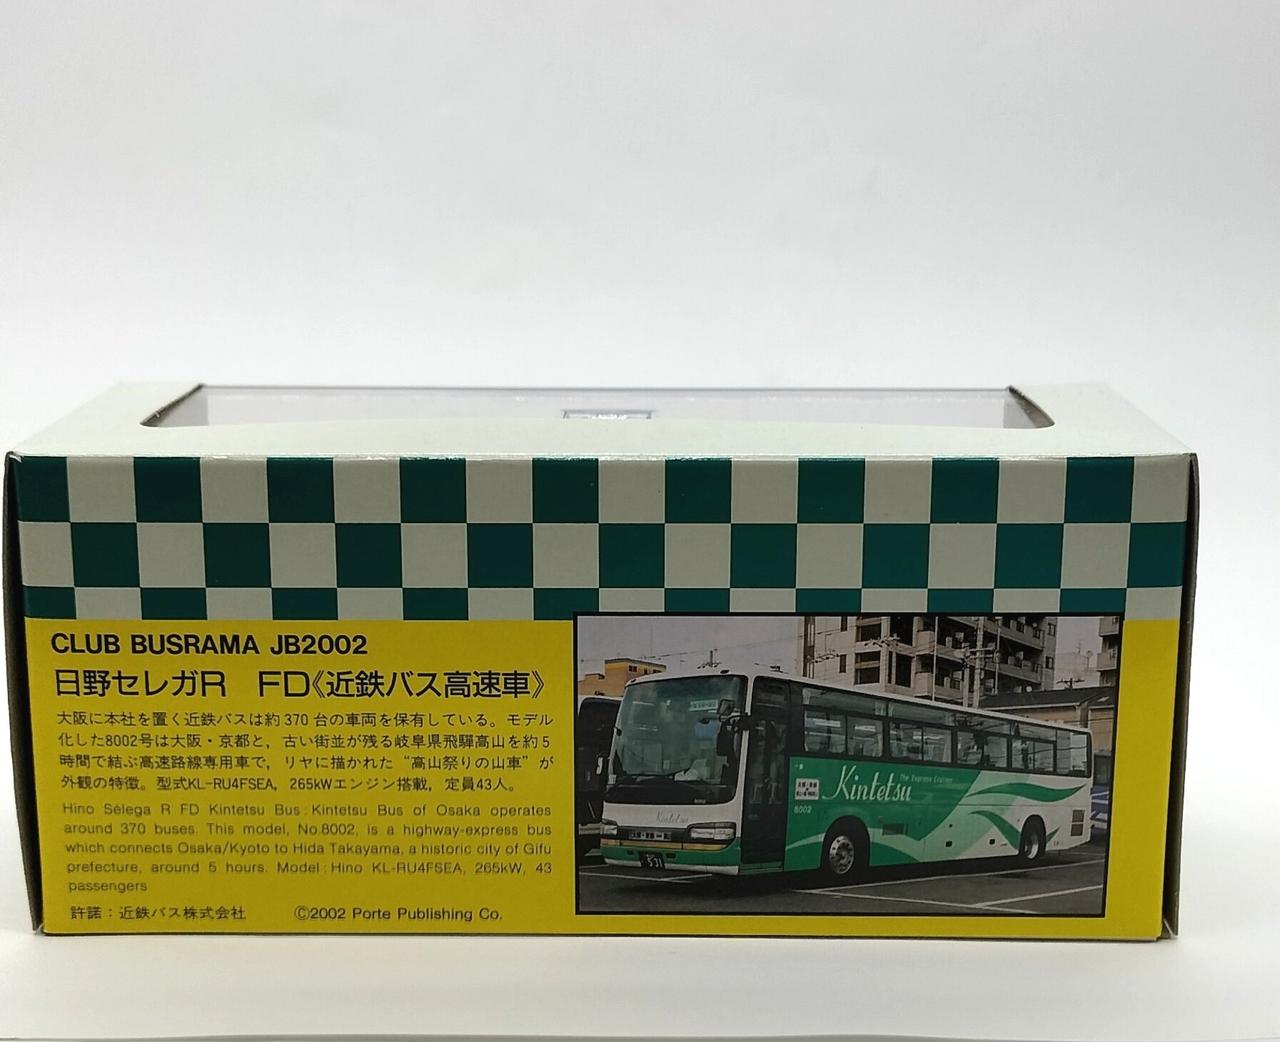 CLUB BUSRAMA JB2002
日野セレガR FD《近鉄バス高速車》
大阪に本社を置く近鉄バスは約370台の車両を保有している。モデル
化した8002号は大阪・京都と，古い街並が残る岐阜県飛騨高山を約5
時間で結ぶ高速路線専用車で，リヤに描かれた“高山祭りの山車”が
外観の特徴。型式KL-RU4FSEA，265kWエンジン搭載，定員43人。
Hino Sélega R FD Kintetsu Bus : Kintetsu Bus of Osaka operates
around 370 buses. This model, No.8002, is a highway-express bus
which connects Osaka/Kyoto to Hida Takayama, a historic city of Gifu
prefecture, around 5 hours. Model : Hino KL-RU4FSEA, 265kW, 43
passengers
許諾：近鉄バス株式会社 ©2002 Porte Publishing Co.
Kintetsu
The Express Cruiser
8002
Kintetsu
531